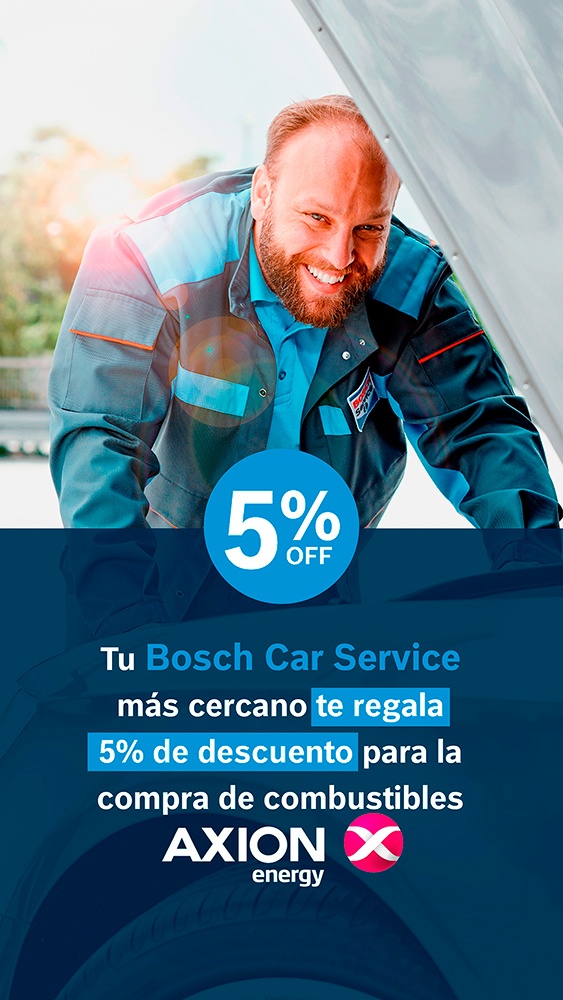 5%
OFF
Tu Bosch Car Service
más cercano te regala
5% de descuento para la
compra de combustibles
AXION
energy